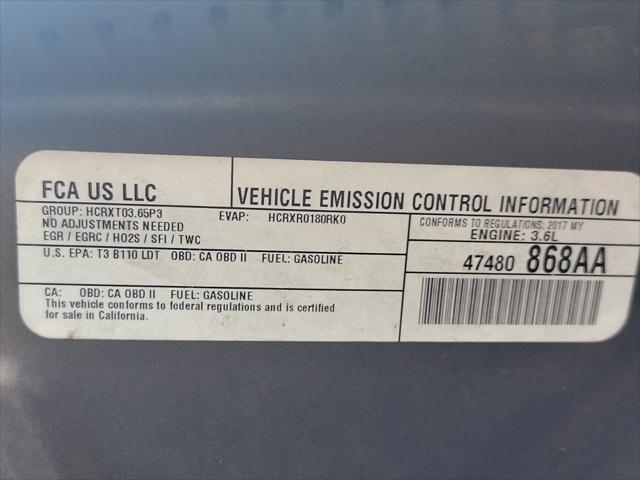 FCA US LLC
VEHICLE EMISSION CONTROL INFORMATION
GROUP: HCRXT03.65P3 EVAP: HCRXR0180RK0
NO ADJUSTMENTS NEEDED
EGR / EGRC / HO2S / SFI / TWC
CONFORMS TO REGULATIONS: 2017 MY
ENGINE: 3.6L
U.S. EPA: T3 B110 LDT OBD: CA OBD II FUEL: GASOLINE
47480 868AA
CA: OBD: CA OBD II FUEL: GASOLINE
This vehicle conforms to federal regulations and is certified
for sale in California.